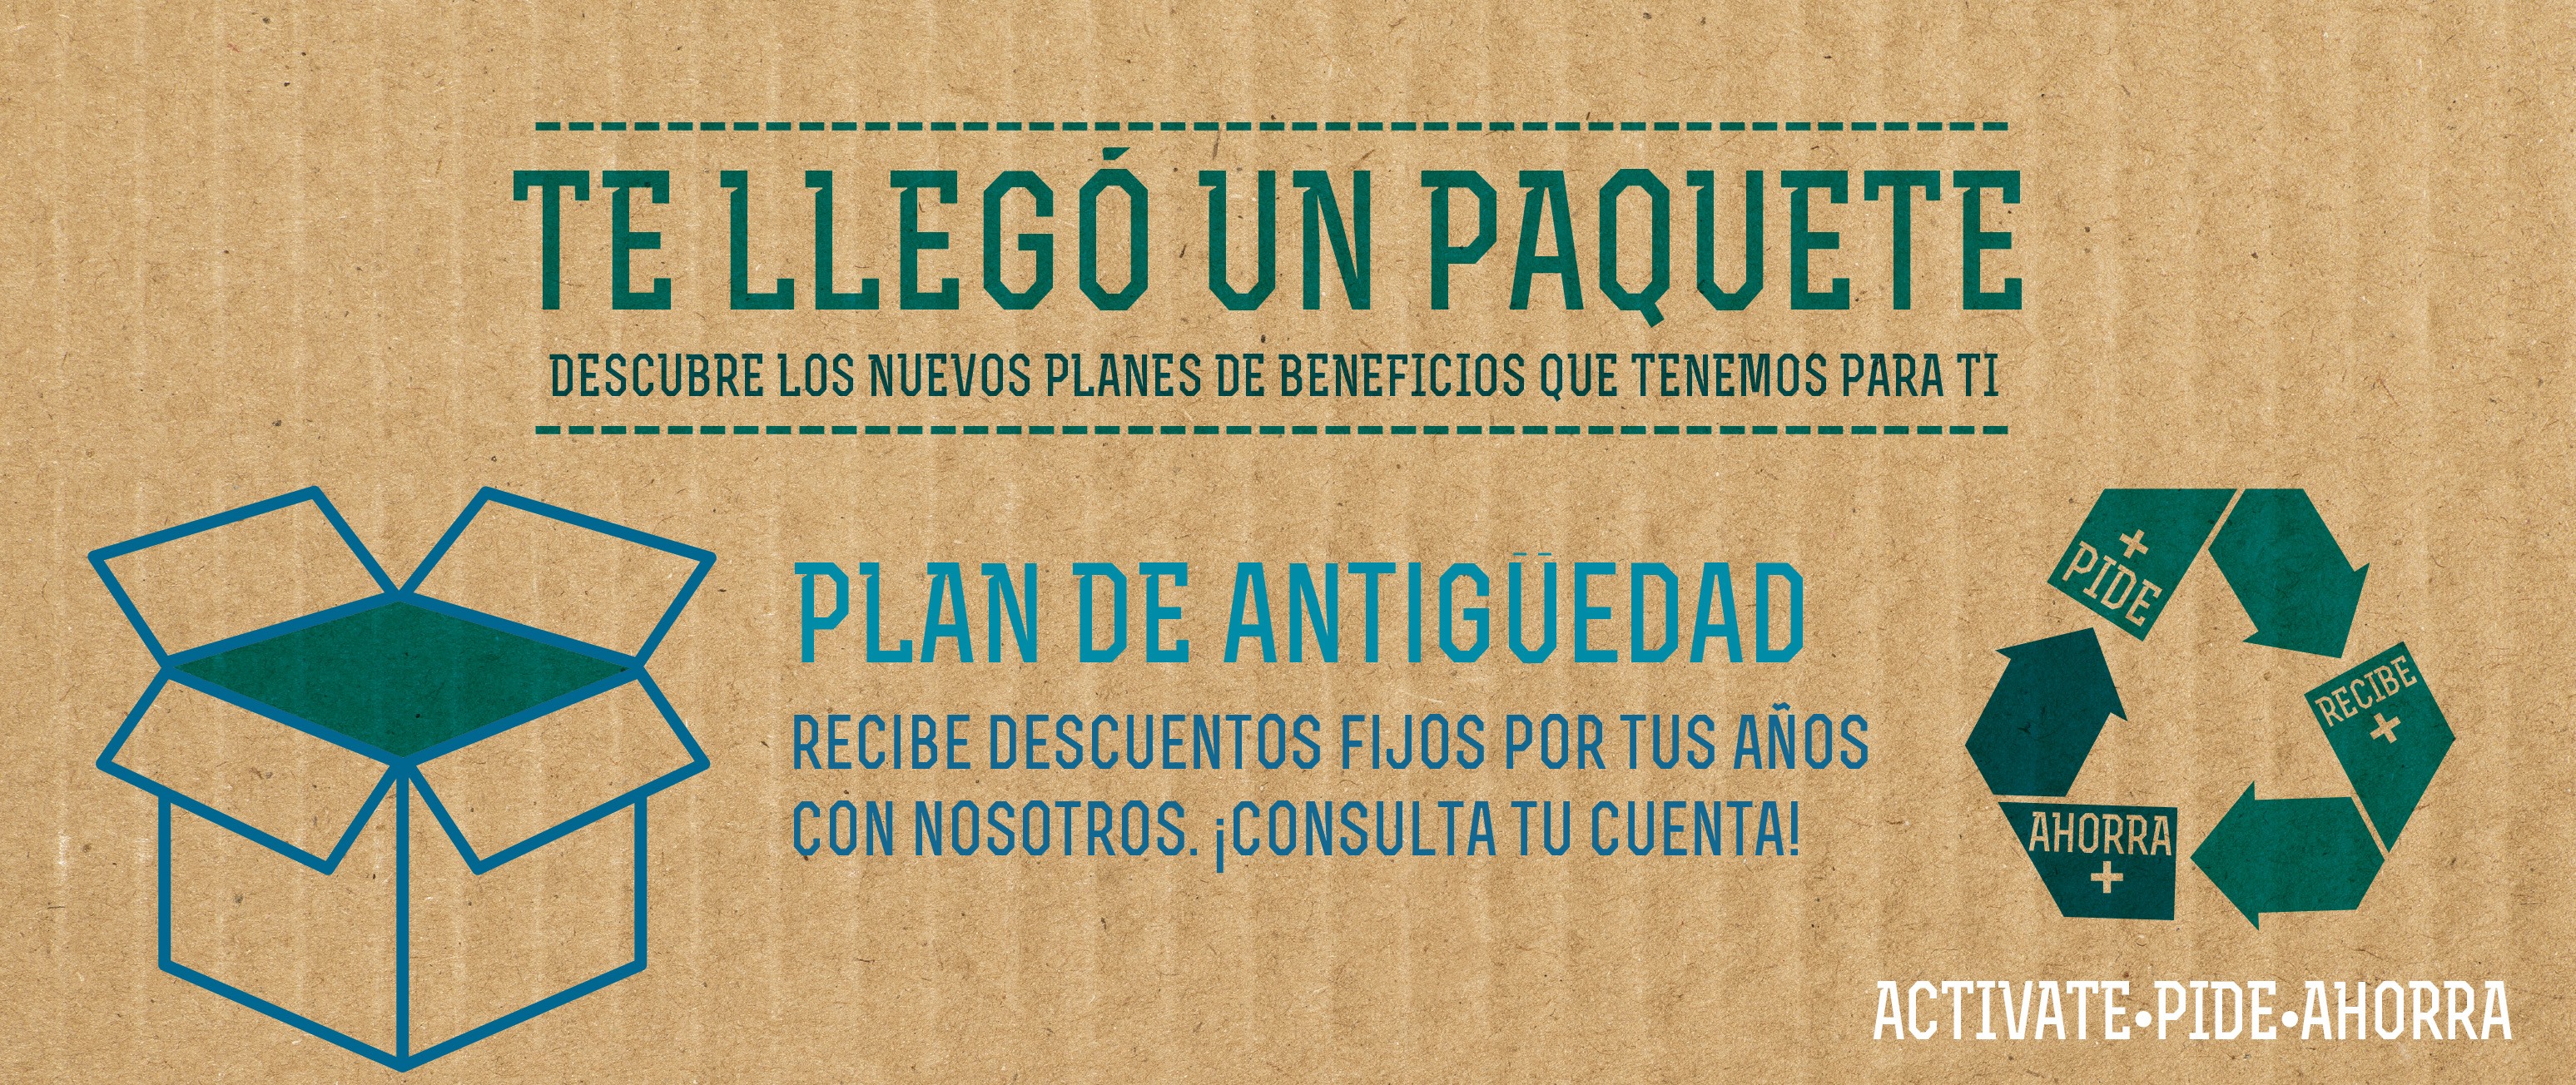 TE LLEGÓ UN PAQUETE
DESCUBRE LOS NUEVOS PLANES DE BENEFICIOS QUE TENEMOS PARA TI
PLAN DE ANTIGÜEDAD
RECIBE DESCUENTOS FIJOS POR TUS AÑOS
CON NOSOTROS. ¡CONSULTA TU CUENTA!
+
PIDE
RECIBE
+
AHORRA
+
ACTIVATE•PIDE•AHORRA